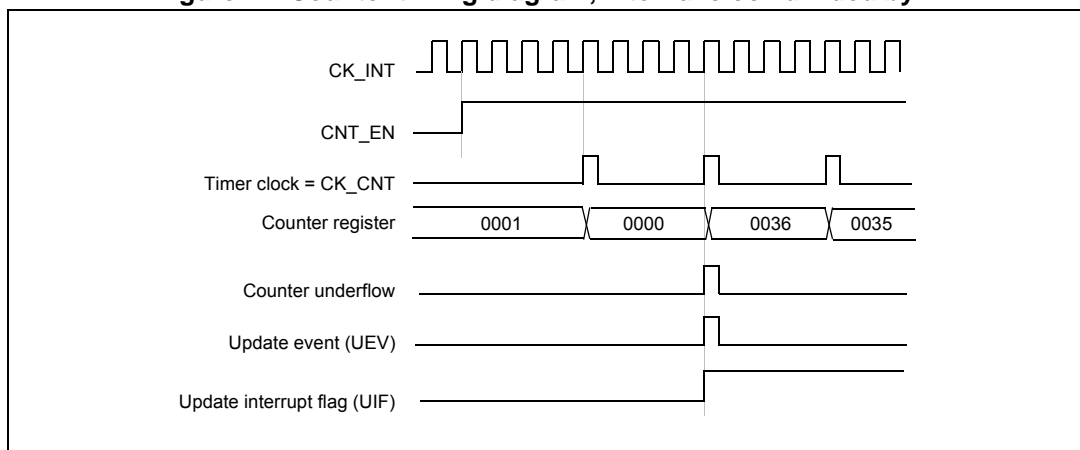 CK_INT
CNT_EN
Timer clock = CK_CNT
Counter register 0001 0000 0036 0035
Counter underflow
Update event (UEV)
Update interrupt flag (UIF)